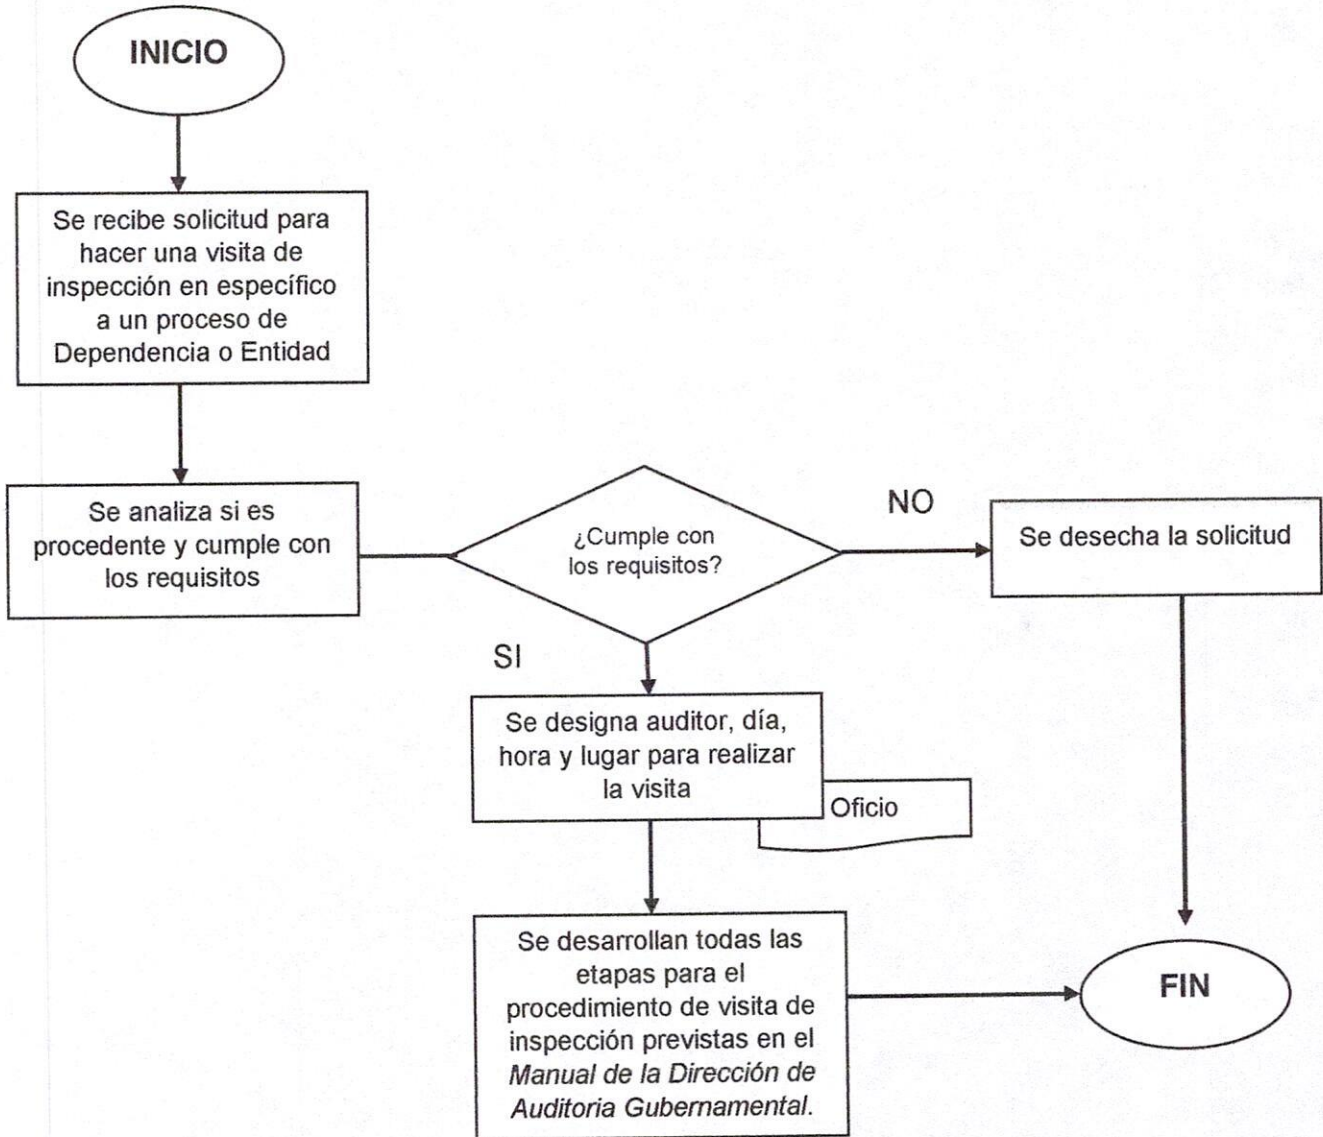 INICIO
Se recibe solicitud para
hacer una visita de
inspección en específico
a un proceso de
Dependencia o Entidad
Se analiza si es
procedente y cumple con
los requisitos
¿Cumple con
los requisitos?
NO
Se desecha la solicitud
SI
Se designa auditor, día,
hora y lugar para realizar
la visita
Oficio
Se desarrollan todas las
etapas para el
procedimiento de visita de
inspección previstas en el
Manual de la Dirección de
Auditoria Gubernamental.
FIN